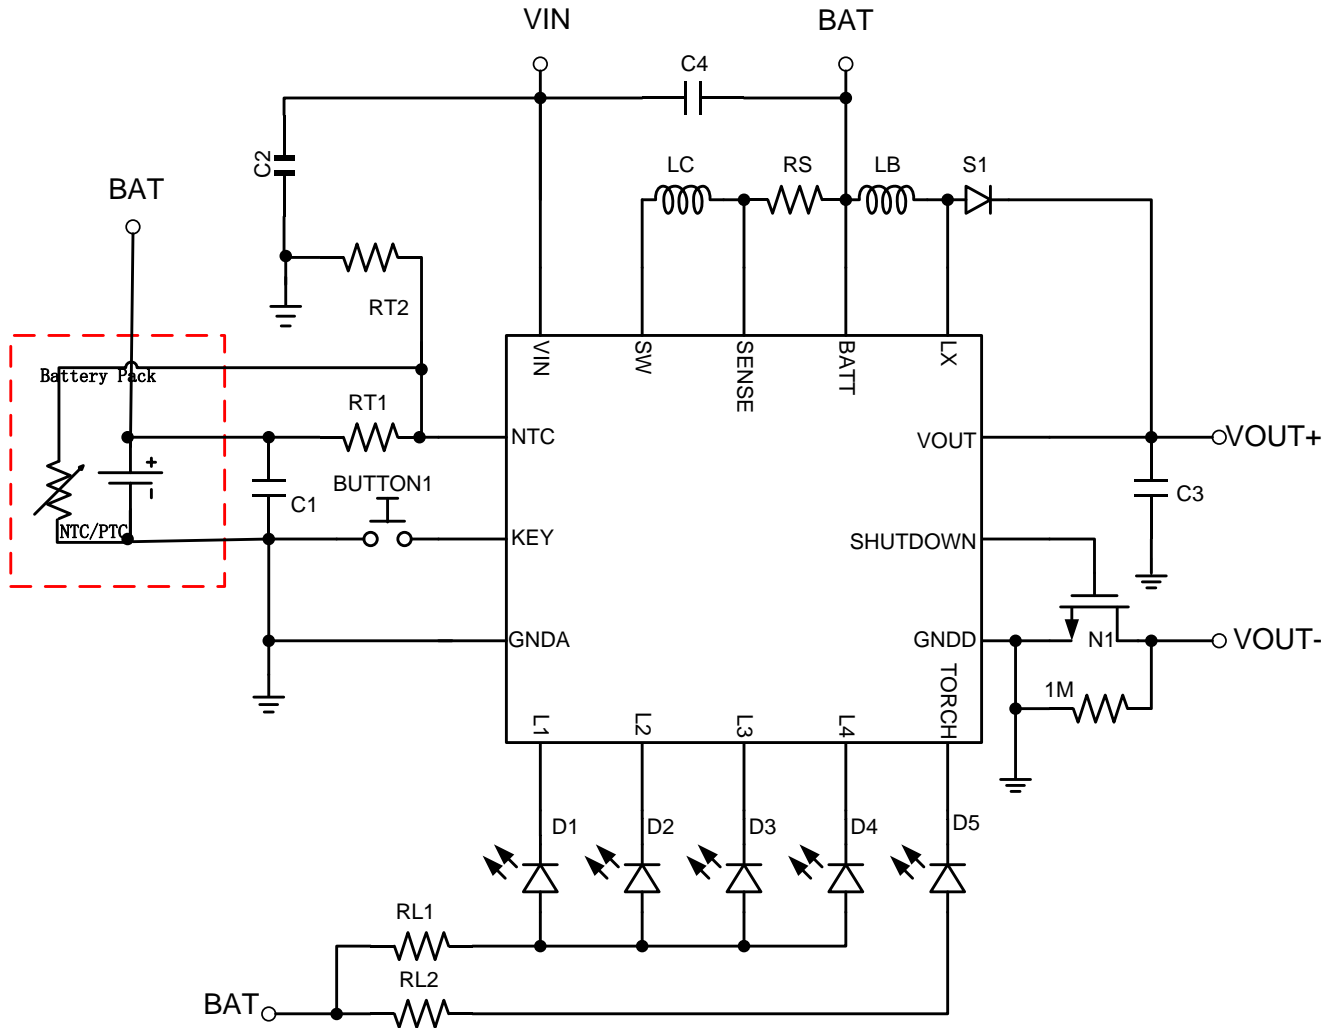 VIN
BAT
C4
C2
LC
RS
LB
S1
BAT
RT2
VIN
SW
SENSE
BATT
LX
Battery Pack
RT1
NTC
VOUT
VOUT+
+
BUTTON1
C1
C3
-
NTC/PTC
KEY
SHUTDOWN
GNDA
GNDD
N1
VOUT-
TORCH
1M
L1
L2
L3
L4
D1
D2
D3
D4
D5
RL1
RL2
BAT